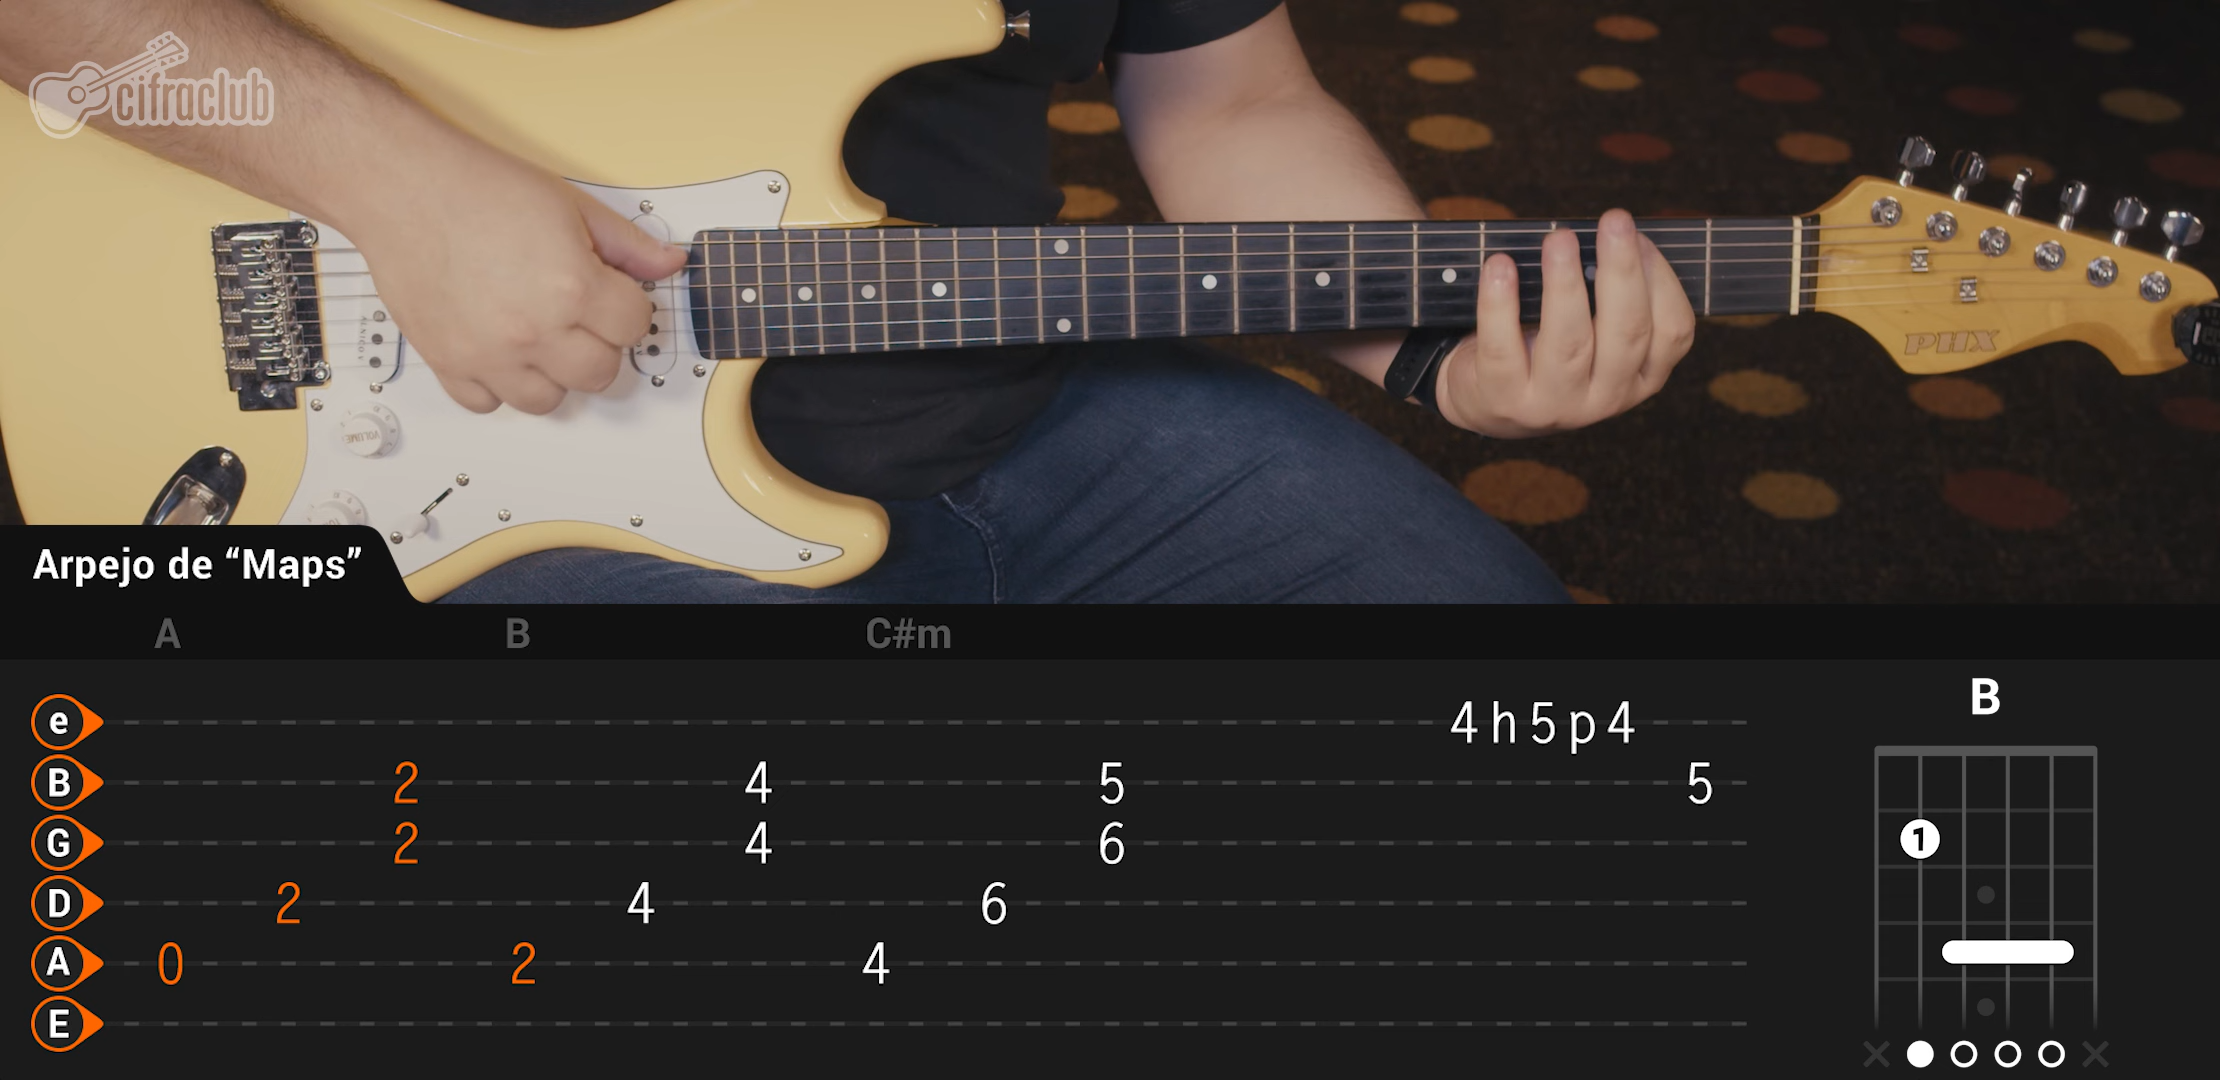 cifraclub
PHX
VOLUME
Arpejo de “Maps”
A B C#m
B
e 4 h 5 p 4
B 2 4 5 5
G 2 4 6
D 2 4 6
A 0 2 4
E
1